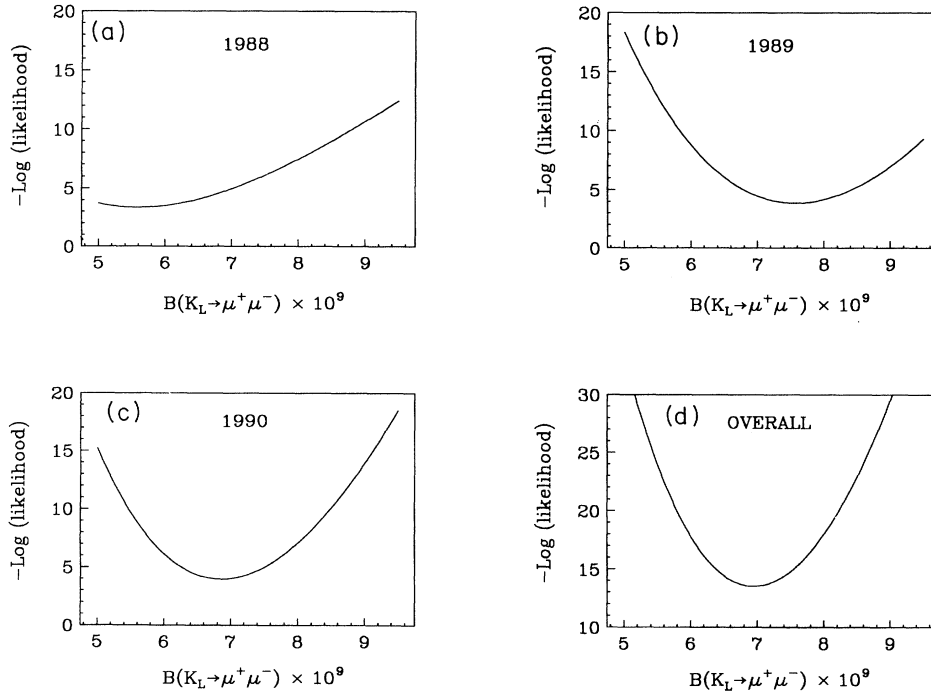 (a)
1988
20
15
10
5
0
−Log (likelihood)
5 6 7 8 9
B(K_L→μ⁺μ⁻) × 10⁹
(b)
1989
20
15
10
5
0
−Log (likelihood)
5 6 7 8 9
B(K_L→μ⁺μ⁻) × 10⁹
(c)
1990
20
15
10
5
0
−Log (likelihood)
5 6 7 8 9
B(K_L→μ⁺μ⁻) × 10⁹
(d)
OVERALL
30
25
20
15
10
−Log (likelihood)
5 6 7 8 9
B(K_L→μ⁺μ⁻) × 10⁹